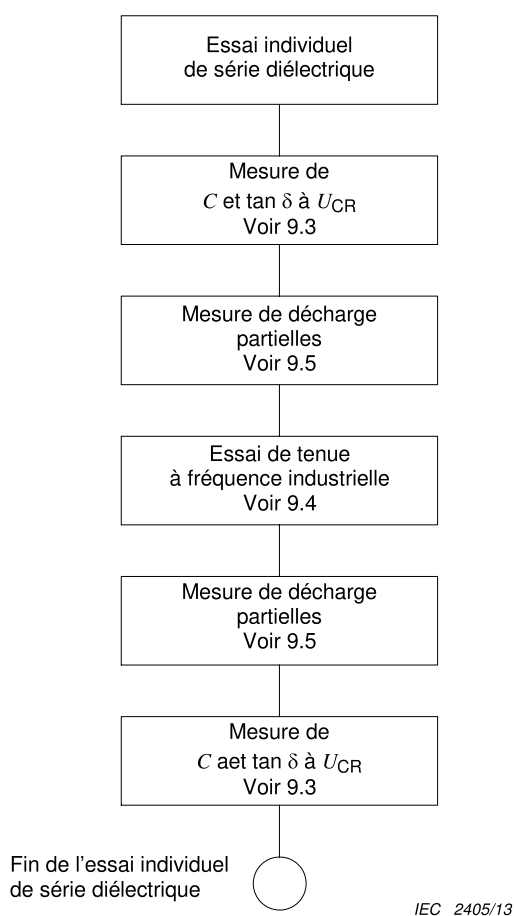 Essai individuel
de série diélectrique
Mesure de
C et tan δ à UCR
Voir 9.3
Mesure de décharge
partielles
Voir 9.5
Essai de tenue
à fréquence industrielle
Voir 9.4
Mesure de décharge
partielles
Voir 9.5
Mesure de
C aet tan δ à UCR
Voir 9.3
Fin de l'essai individuel
de série diélectrique
IEC 2405/13